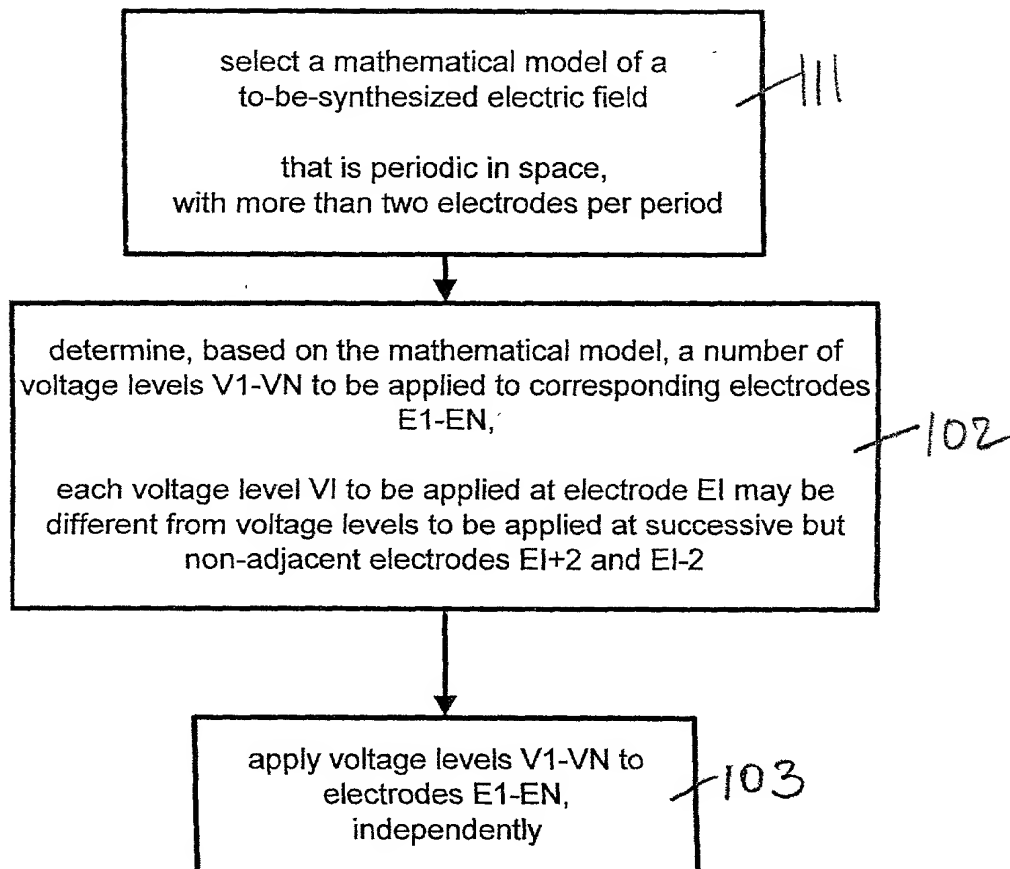 select a mathematical model of a
to-be-synthesized electric field
that is periodic in space,
with more than two electrodes per period
111
determine, based on the mathematical model, a number of
voltage levels V1-VN to be applied to corresponding electrodes
E1-EN,
each voltage level VI to be applied at electrode EI may be
different from voltage levels to be applied at successive but
non-adjacent electrodes EI+2 and EI-2
102
apply voltage levels V1-VN to
electrodes E1-EN,
independently
103